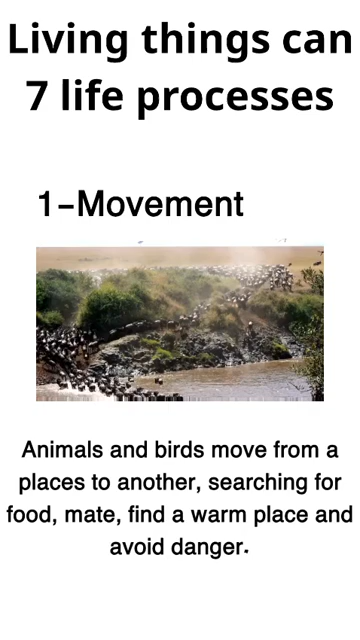 Living things can
7 life processes
1-Movement
Animals and birds move from a
places to another, searching for
food, mate, find a warm place and
avoid danger.